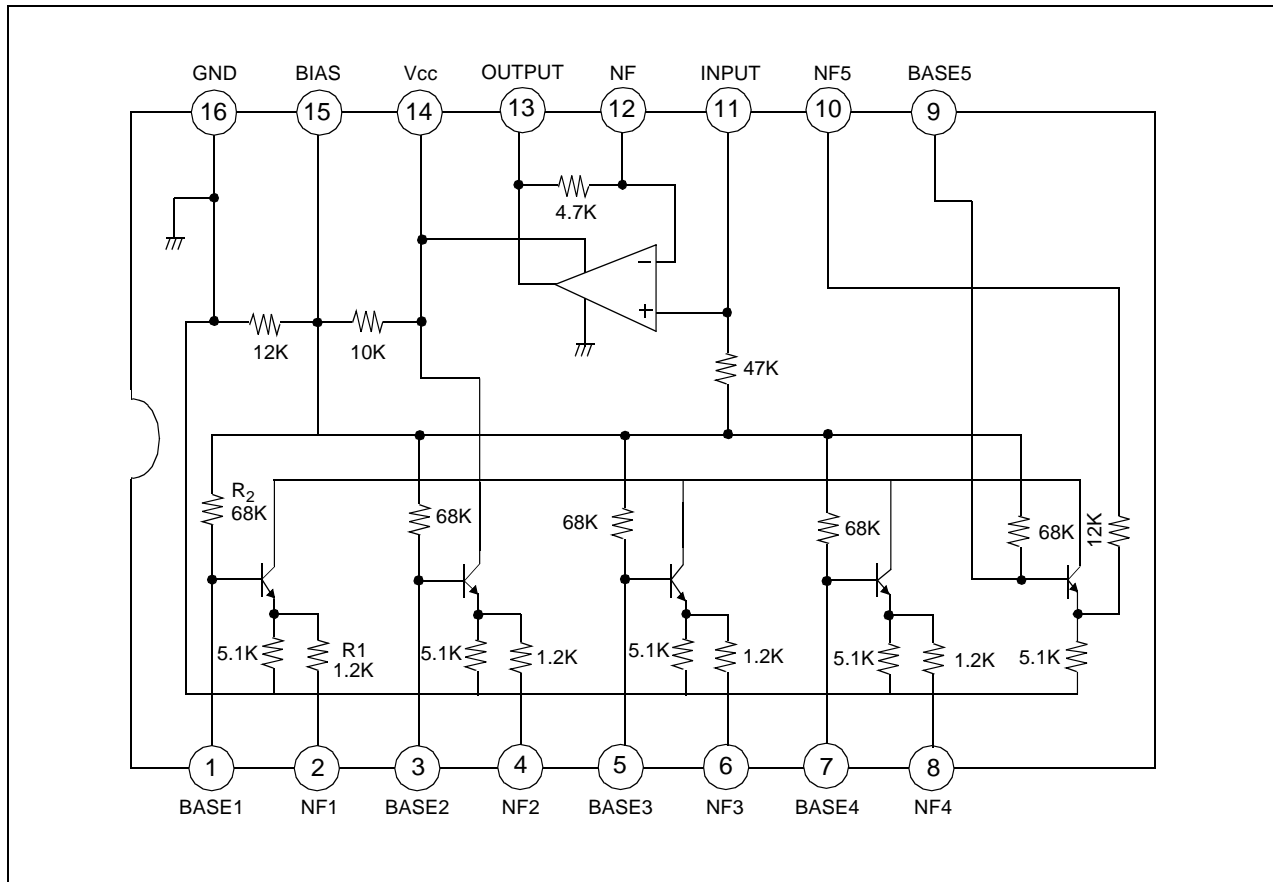 GND BIAS Vcc OUTPUT NF INPUT NF5 BASE5
16 15 14 13 12 11 10 9
4.7K
− +
12K 10K
47K
R2
68K 68K 68K 68K 68K 12K
5.1K R1 5.1K 1.2K 5.1K 1.2K 5.1K 1.2K 5.1K
1.2K
1 2 3 4 5 6 7 8
BASE1 NF1 BASE2 NF2 BASE3 NF3 BASE4 NF4